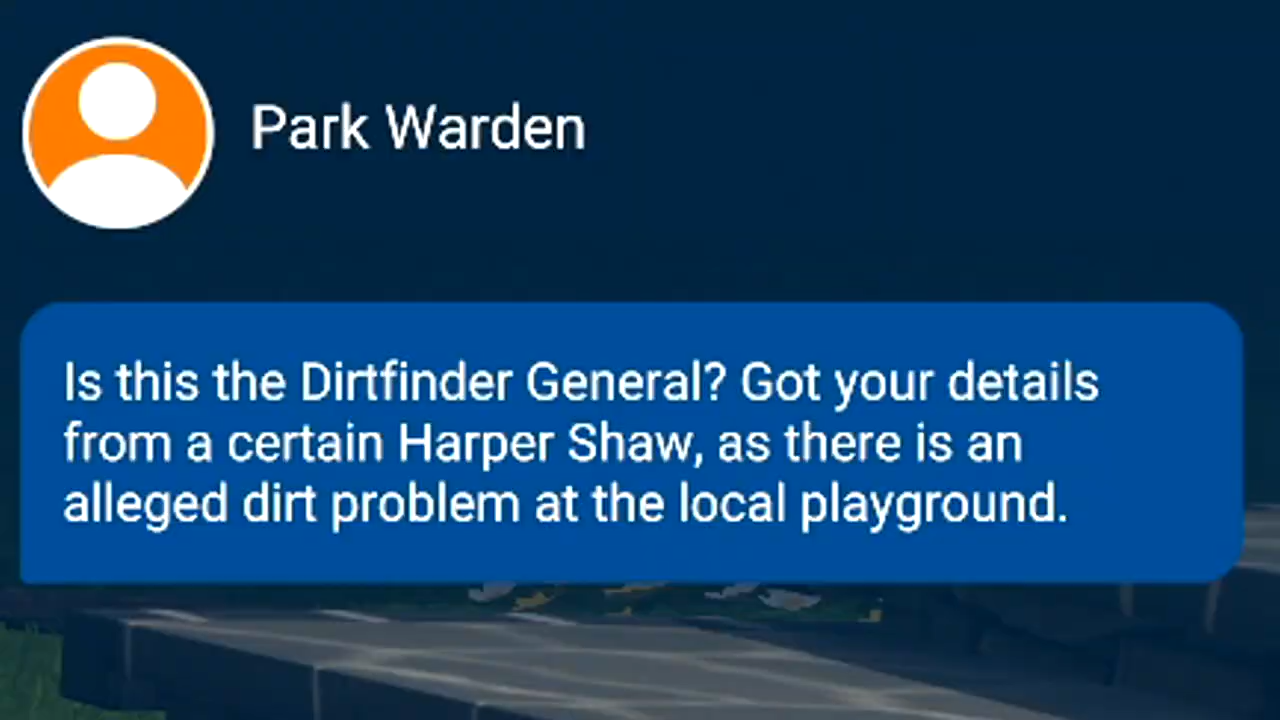 Park Warden
Is this the Dirtfinder General? Got your details
from a certain Harper Shaw, as there is an
alleged dirt problem at the local playground.